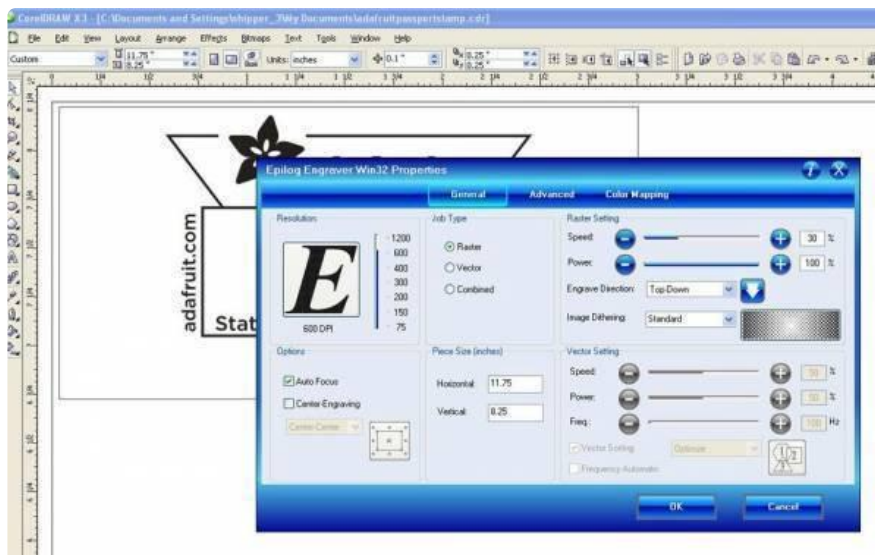 CorelDRAW X3 - [C:\Documents and Settings\shipper_3\My Documents\adafruitpassportstamp.cdr]
File Edit View Layout Arrange Effects Bitmaps Text Tools Window Help
Custom 11.75 " 8.25 " Units: inches 0.1 " 0.25 " 0.25 "
adafruit.com
Stat
Epilog Engraver Win32 Properties
General Advanced Color Mapping
Resolution
1200
600
400
300
200
150
75
600 DPI
Job Type
Raster
Vector
Combined
Raster Setting
Speed: 30 %
Power: 100 %
Engrave Direction: Top-Down
Image Dithering: Standard
Options
Auto Focus
Center-Engraving
Center-Center
Piece Size (inches)
Horizontal: 11.75
Vertical: 8.25
Vector Setting
Speed: 50 %
Power: 50 %
Freq.: 100 Hz
Vector Sorting Optimize
Frequency Automatic
OK Cancel